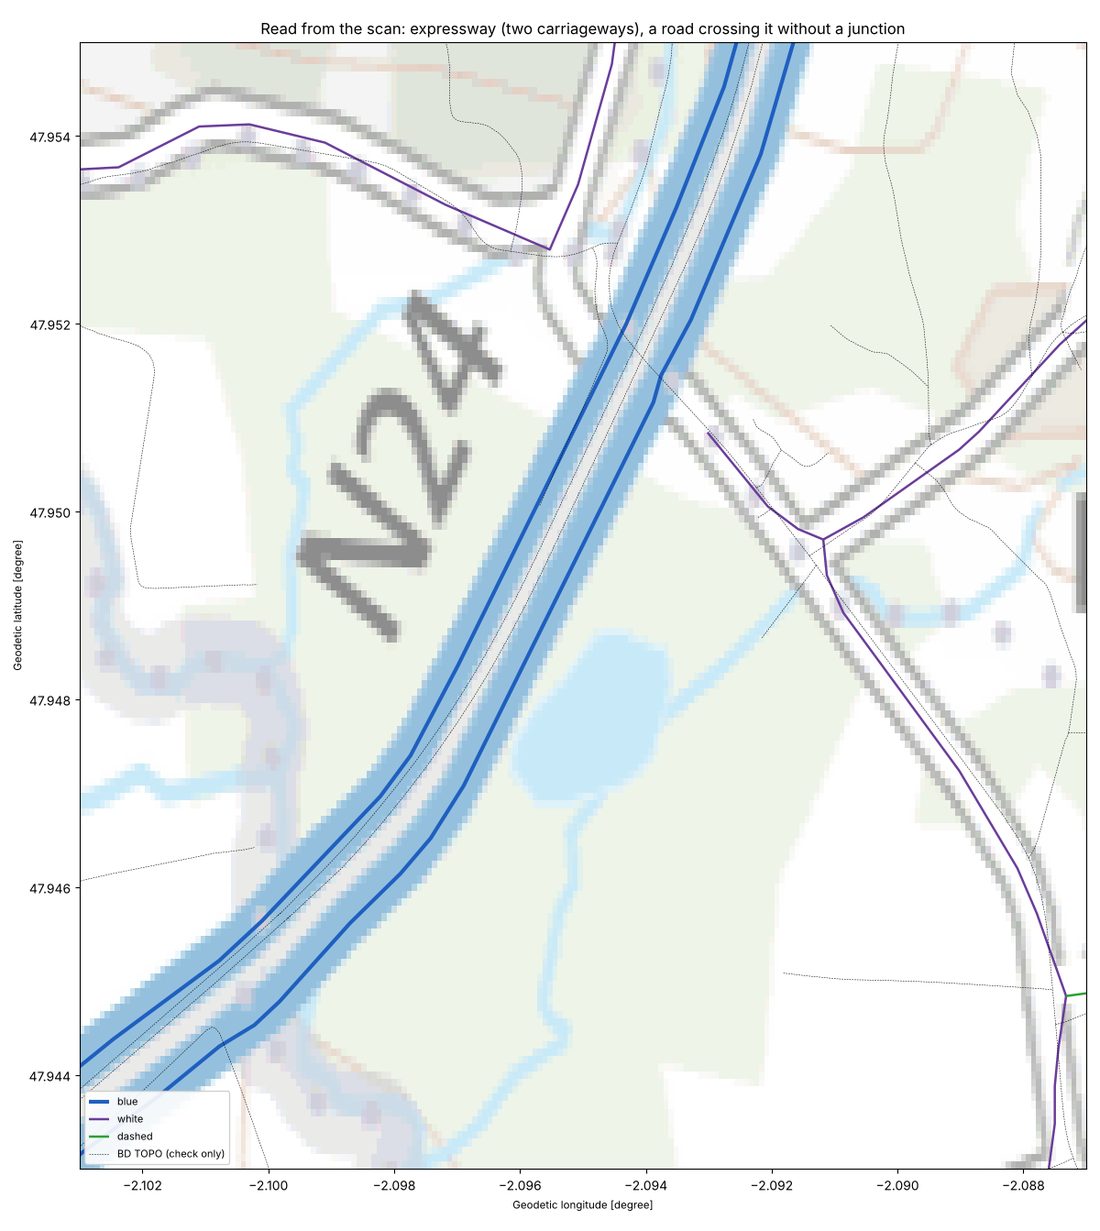 Read from the scan: expressway (two carriageways), a road crossing it without a junction
47.954
47.952
47.950
47.948
47.946
47.944
Geodetic latitude [degree]
N24
blue
white
dashed
BD TOPO (check only)
−2.102
−2.100
−2.098
−2.096
−2.094
−2.092
−2.090
−2.088
Geodetic longitude [degree]